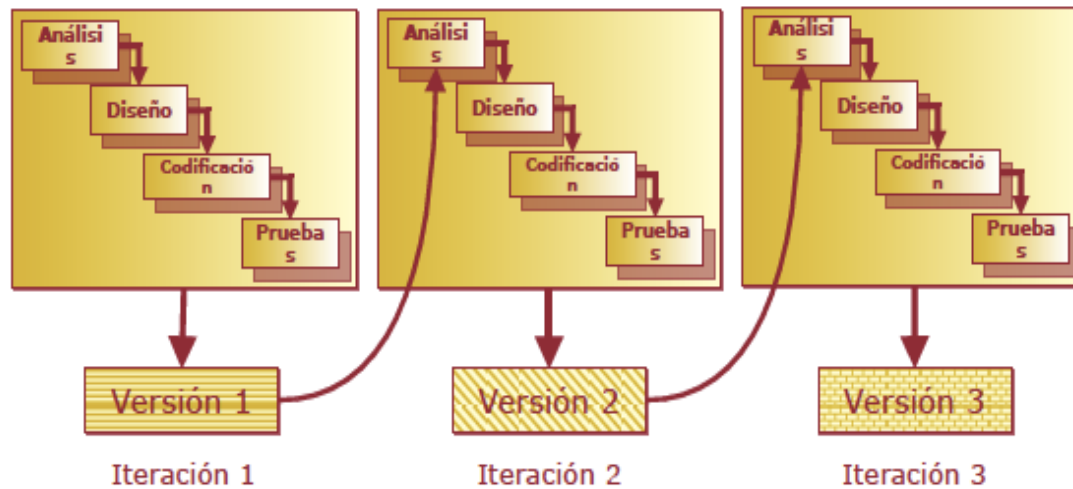 Análisi
s
Diseño
Codificació
n
Prueba
s
Análisi
s
Diseño
Codificació
n
Prueba
s
Análisi
s
Diseño
Codificació
n
Prueba
s
Versión 1
Versión 2
Versión 3
Iteración 1
Iteración 2
Iteración 3